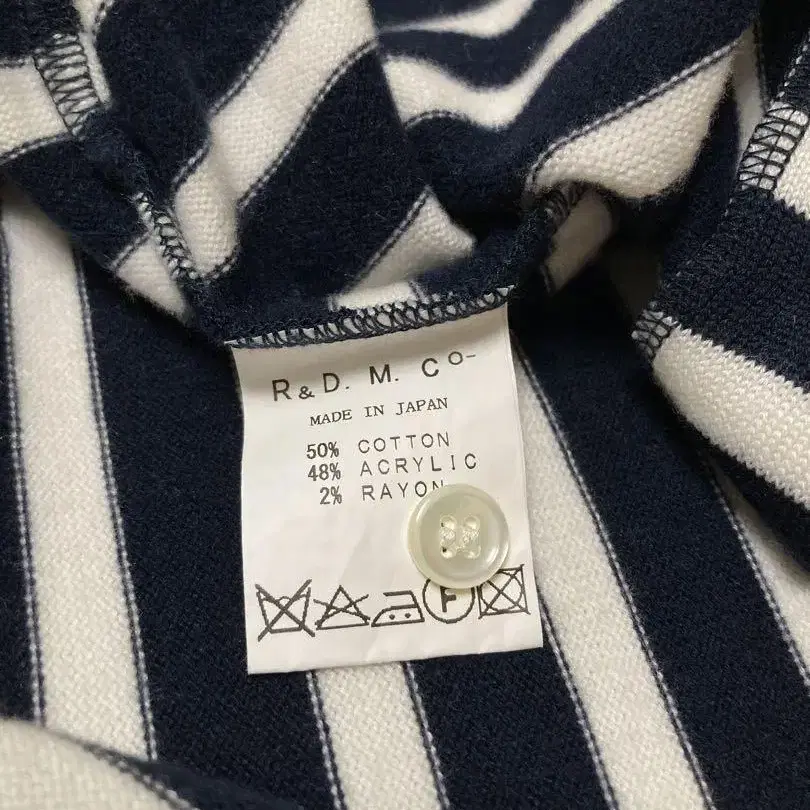 R&D. M. Co-
MADE IN JAPAN
50% COTTON
48% ACRYLIC
2% RAYON
F